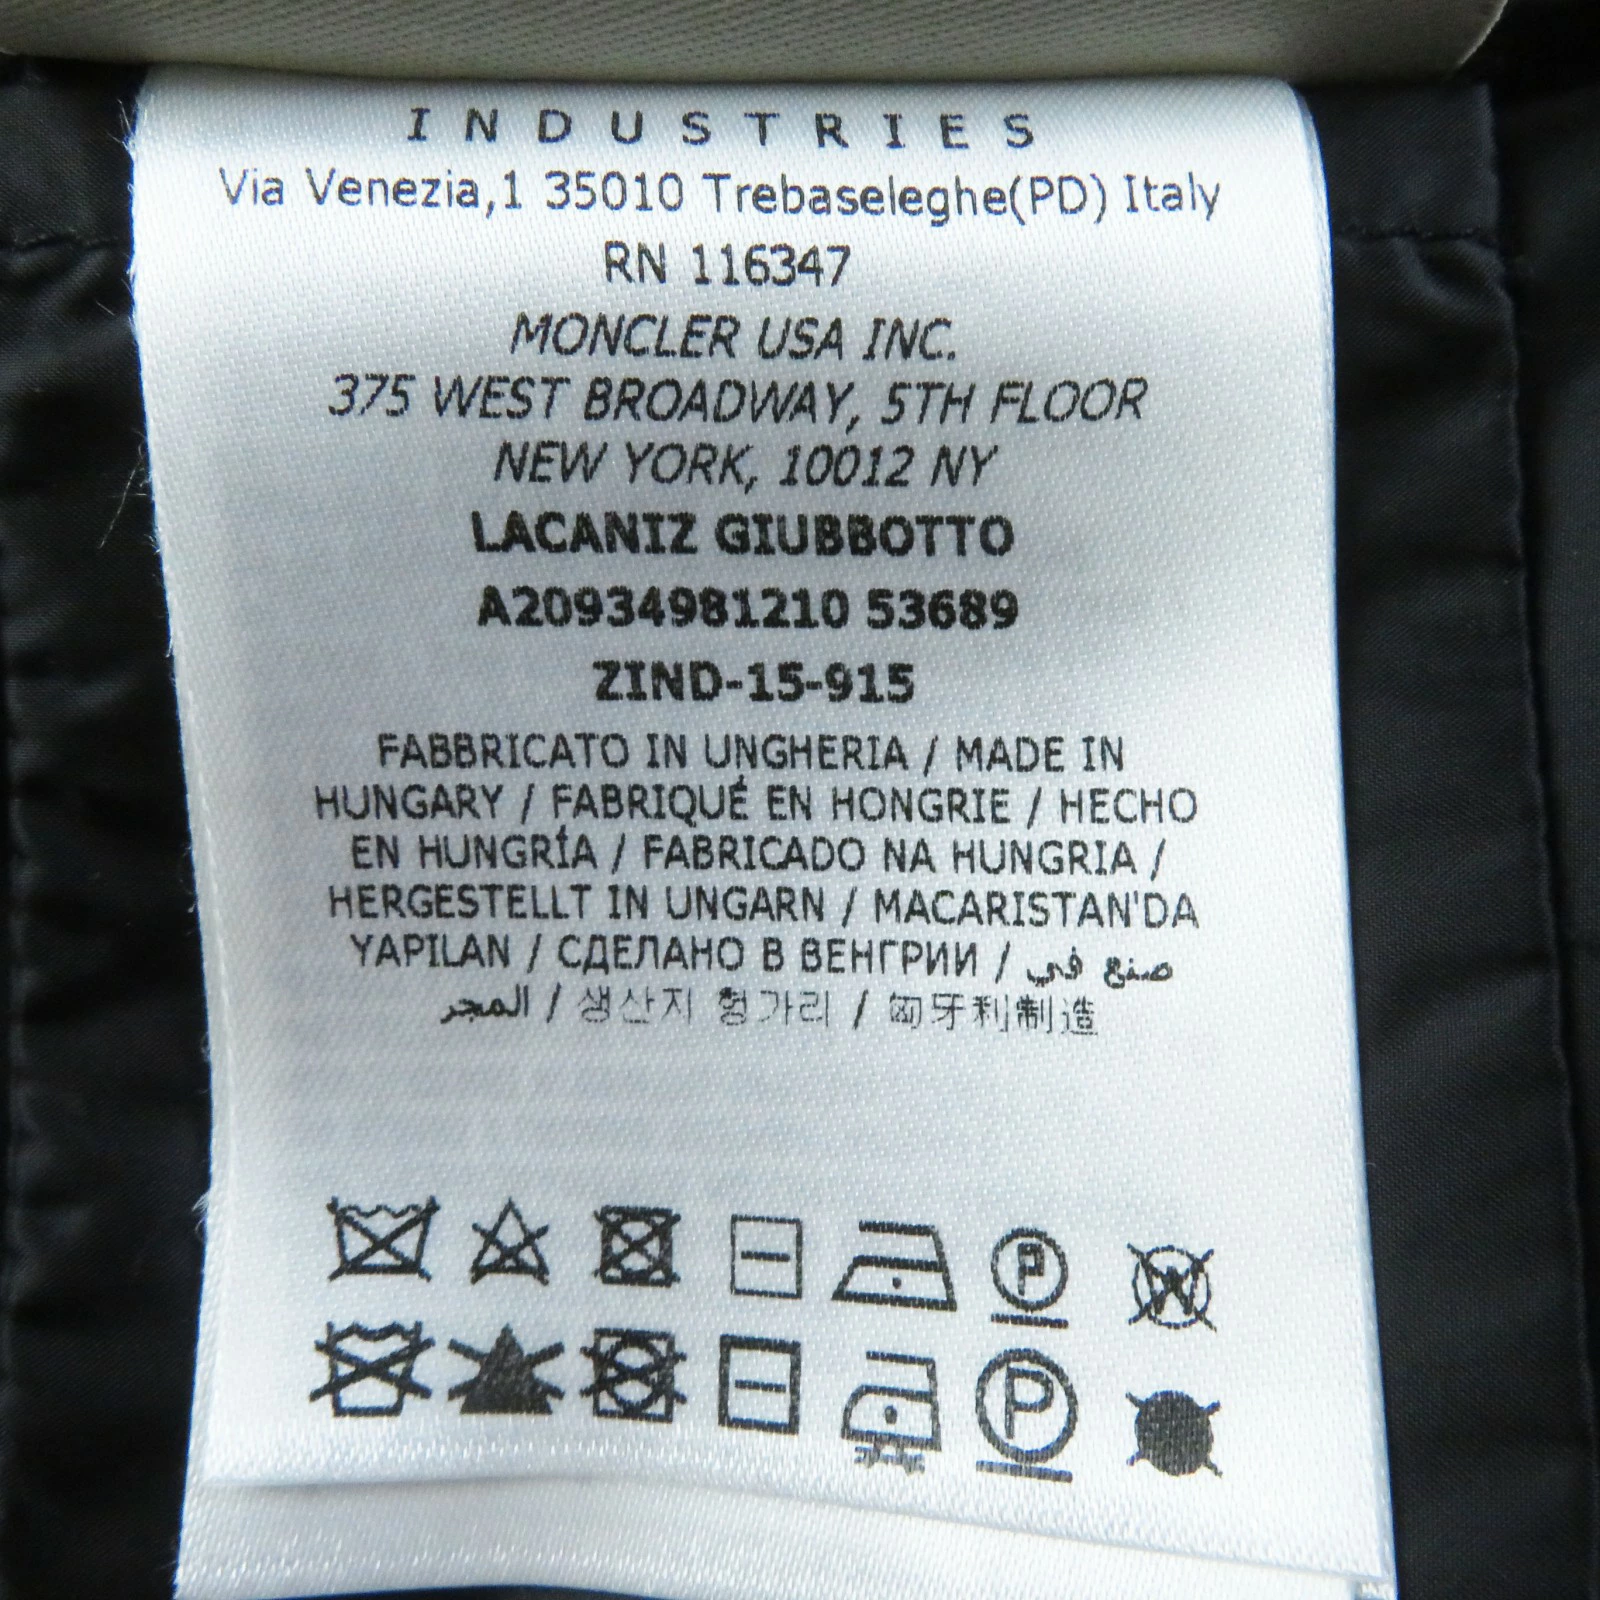 INDUSTRIES
Via Venezia,1 35010 Trebaseleghe(PD) Italy
RN 116347
MONCLER USA INC.
375 WEST BROADWAY, 5TH FLOOR
NEW YORK, 10012 NY
LACANIZ GIUBBOTTO
A20934981210 53689
ZIND-15-915
FABBRICATO IN UNGHERIA / MADE IN
HUNGARY / FABRIQUÉ EN HONGRIE / HECHO
EN HUNGRÍA / FABRICADO NA HUNGRIA /
HERGESTELLT IN UNGARN / MACARISTAN'DA
YAPILAN / СДЕЛАНО В ВЕНГРИИ / صنع في
المجر / 생산지 헝가리 / 匈牙利制造
P W
P